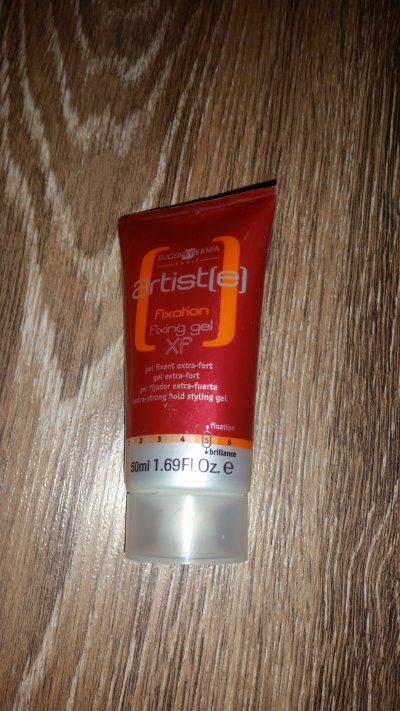 EUGENE PERMA
PARIS
artist(e)
Fixation
Fixing gel
XF
gel fixant extra-fort
gel extra-fort
gel fijador extra-fuerte
extra-strong hold styling gel
fixation
1 2 3 4 5 6
brillance
50ml 1.69Fl.Oz. e